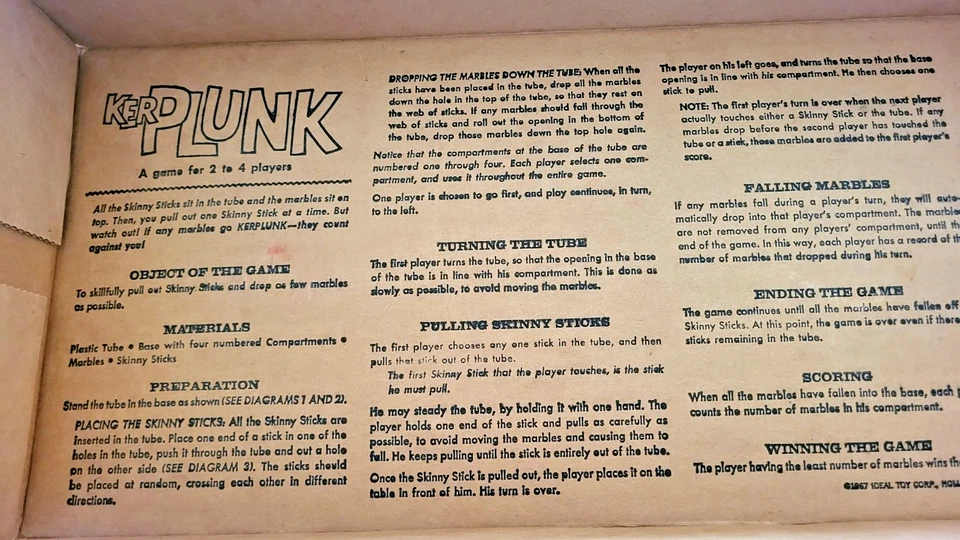 KERPLUNK
A game for 2 to 4 players
All the Skinny Sticks sit in the tube and the marbles sit on
top. Then, you pull out one Skinny Stick at a time. But
watch out! If any marbles go KERPLUNK—they count
against you!
OBJECT OF THE GAME
To skillfully pull out Skinny Sticks and drop as few marbles
as possible.
MATERIALS
Plastic Tube • Base with four numbered Compartments •
Marbles • Skinny Sticks
PREPARATION
Stand the tube in the base as shown (SEE DIAGRAMS 1 AND 2).
PLACING THE SKINNY STICKS: All the Skinny Sticks are
inserted in the tube. Place one end of a stick in one of the
holes in the tube, push it through the tube and out a hole
on the other side (SEE DIAGRAM 3). The sticks should
be placed at random, crossing each other in different
directions.
DROPPING THE MARBLES DOWN THE TUBE: When all the
sticks have been placed in the tube, drop all the marbles
down the hole in the top of the tube, so that they rest on
the web of sticks. If any marbles should fall through the
web of sticks and roll out the opening in the bottom of
the tube, drop those marbles down the top hole again.
Notice that the compartments at the base of the tube are
numbered one through four. Each player selects one com-
partment, and uses it throughout the entire game.
One player is chosen to go first, and play continues, in turn,
to the left.
TURNING THE TUBE
The first player turns the tube, so that the opening in the base
of the tube is in line with his compartment. This is done as
slowly as possible, to avoid moving the marbles.
PULLING SKINNY STICKS
The first player chooses any one stick in the tube, and then
pulls that stick out of the tube.
The first Skinny Stick that the player touches, is the stick
he must pull.
He may steady the tube, by holding it with one hand. The
player holds one end of the stick and pulls as carefully as
possible, to avoid moving the marbles and causing them to
fall. He keeps pulling until the stick is entirely out of the tube.
Once the Skinny Stick is pulled out, the player places it on the
table in front of him. His turn is over.
The player on his left goes, and turns the tube so that the base
opening is in line with his compartment. He then chooses one
stick to pull.
NOTE: The first player's turn is over when the next player
actually touches either a Skinny Stick or the tube. If any
marbles drop before the second player has touched the
tube or a stick, those marbles are added to the first player's
score.
FALLING MARBLES
If any marbles fall during a player's turn, they will auto-
matically drop into that player's compartment. The marbles
are not removed from any players' compartment, until th
end of the game. In this way, each player has a record of th
number of marbles that dropped during his turn.
ENDING THE GAME
The game continues until all the marbles have fallen off
Skinny Sticks. At this point, the game is over even if there
sticks remaining in the tube.
SCORING
When all the marbles have fallen into the base, each p
counts the number of marbles in his compartment.
WINNING THE GAME
The player having the least number of marbles wins th
©1967 IDEAL TOY CORP., HOLL